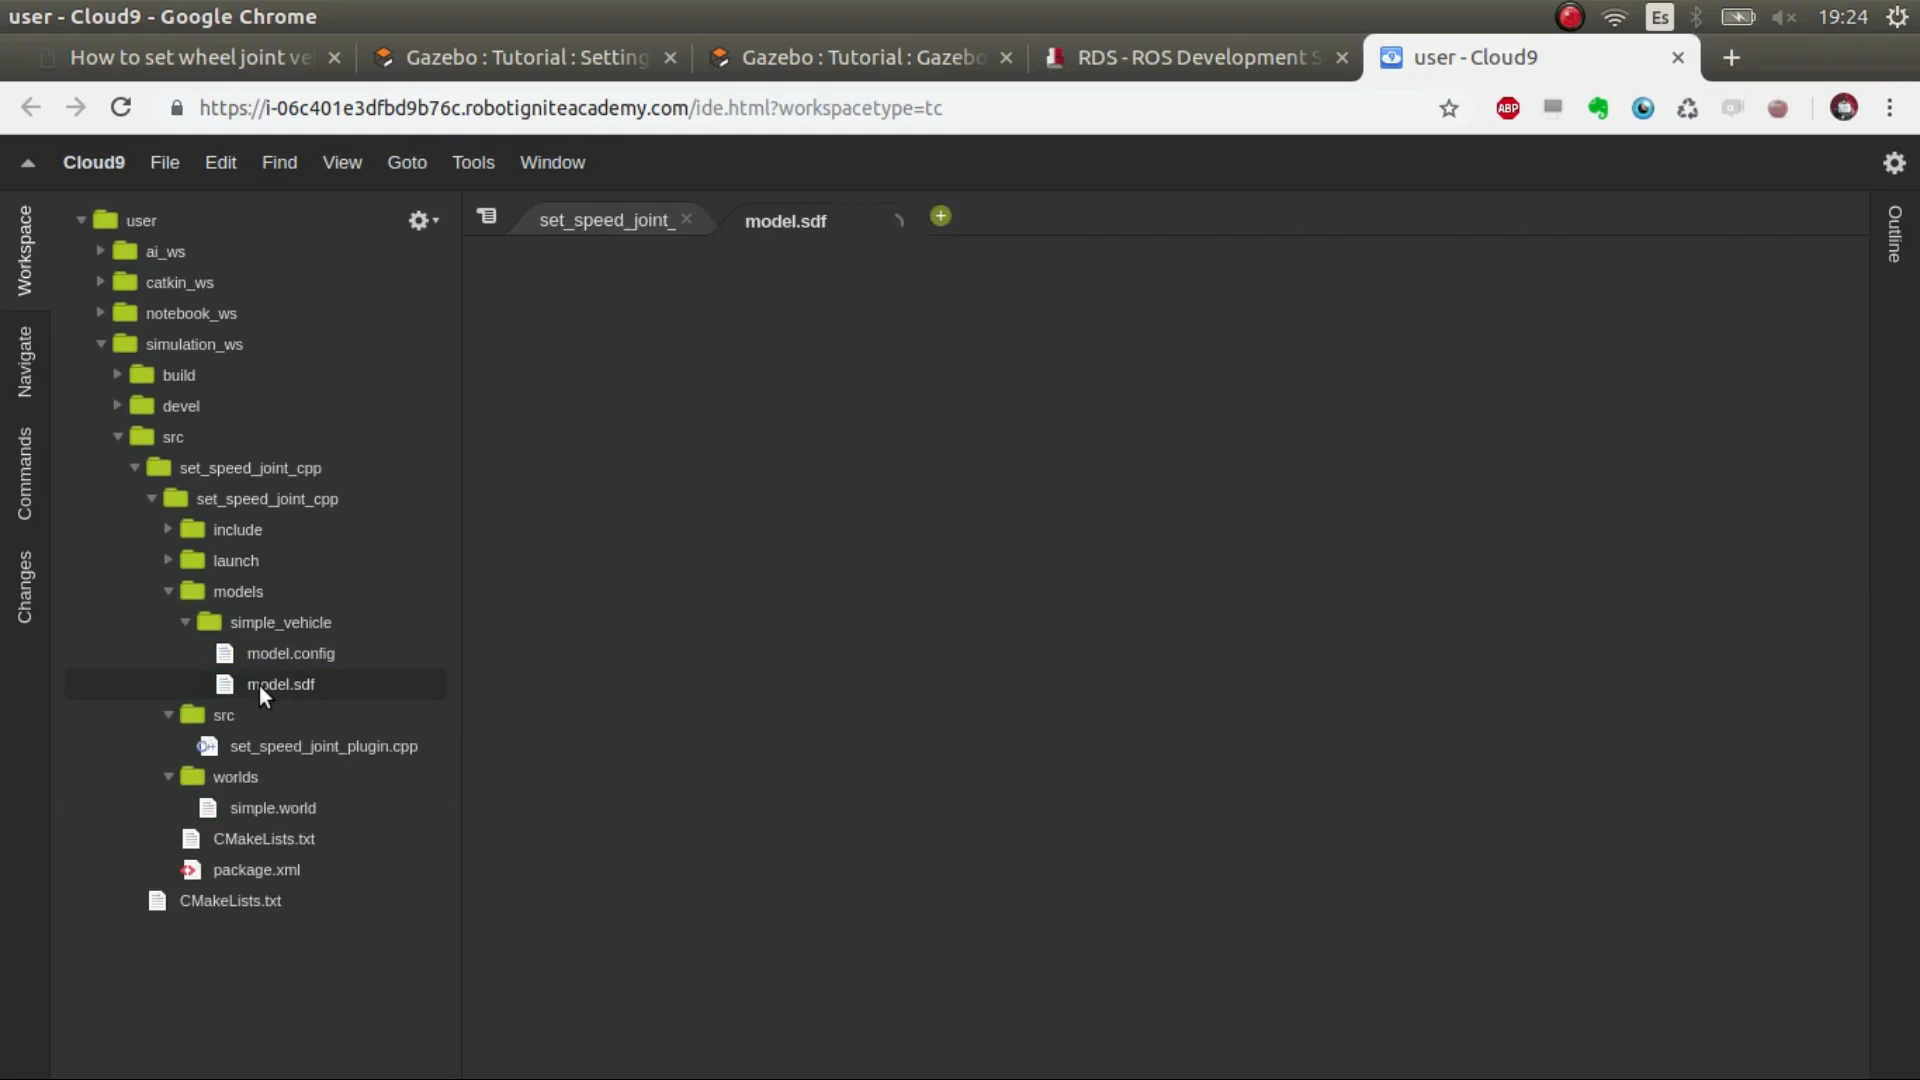 user - Cloud9 - Google Chrome
Es
19:24
How to set wheel joint ve
Gazebo : Tutorial : Setting
Gazebo : Tutorial : Gazebo
RDS - ROS Development S
user - Cloud9
https://i-06c401e3dfbd9b76c.robotigniteacademy.com/ide.html?workspacetype=tc
ABP
Cloud9 File Edit Find View Goto Tools Window
Workspace
Navigate
Commands
Changes
user
ai_ws
catkin_ws
notebook_ws
simulation_ws
build
devel
src
set_speed_joint_cpp
set_speed_joint_cpp
include
launch
models
simple_vehicle
model.config
model.sdf
src
set_speed_joint_plugin.cpp
worlds
simple.world
CMakeLists.txt
package.xml
CMakeLists.txt
set_speed_joint_
model.sdf
Outline